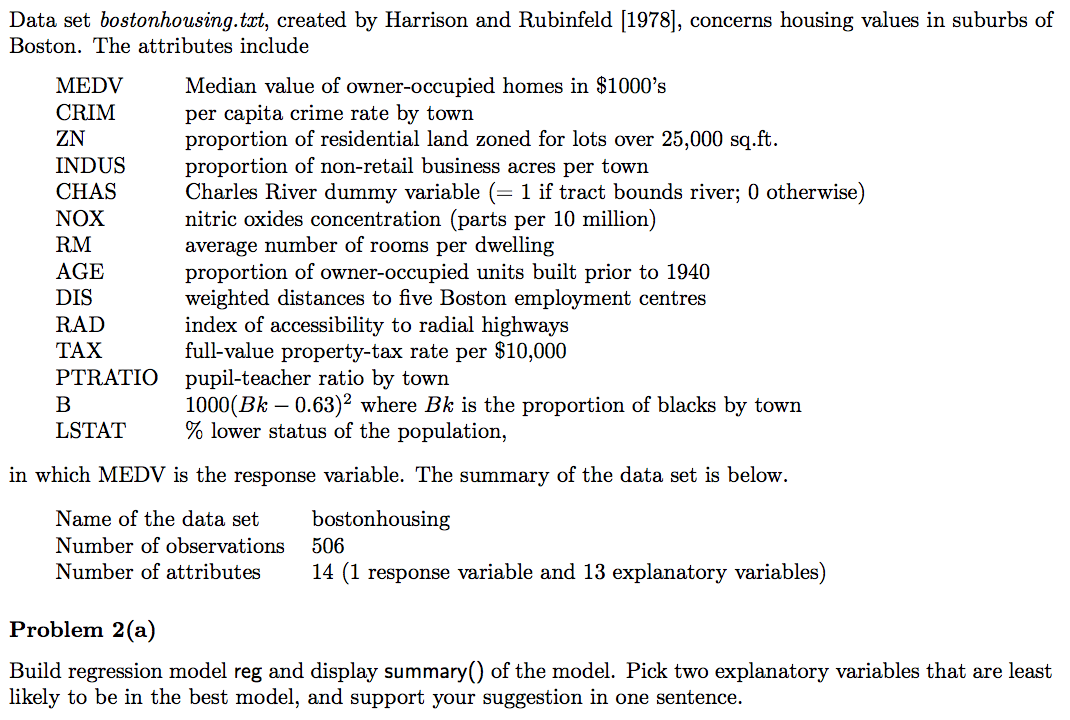 Data set bostonhousing.txt, created by Harrison and Rubinfeld [1978], concerns housing values in suburbs of
Boston. The attributes include
MEDV Median value of owner-occupied homes in $1000's
CRIM per capita crime rate by town
ZN proportion of residential land zoned for lots over 25,000 sq.ft.
INDUS proportion of non-retail business acres per town
CHAS Charles River dummy variable (= 1 if tract bounds river; 0 otherwise)
NOX nitric oxides concentration (parts per 10 million)
RM average number of rooms per dwelling
AGE proportion of owner-occupied units built prior to 1940
DIS weighted distances to five Boston employment centres
RAD index of accessibility to radial highways
TAX full-value property-tax rate per $10,000
PTRATIO pupil-teacher ratio by town
B 1000(Bk − 0.63)² where Bk is the proportion of blacks by town
LSTAT % lower status of the population,
in which MEDV is the response variable. The summary of the data set is below.
Name of the data set bostonhousing
Number of observations 506
Number of attributes 14 (1 response variable and 13 explanatory variables)
Problem 2(a)
Build regression model reg and display summary() of the model. Pick two explanatory variables that are least
likely to be in the best model, and support your suggestion in one sentence.